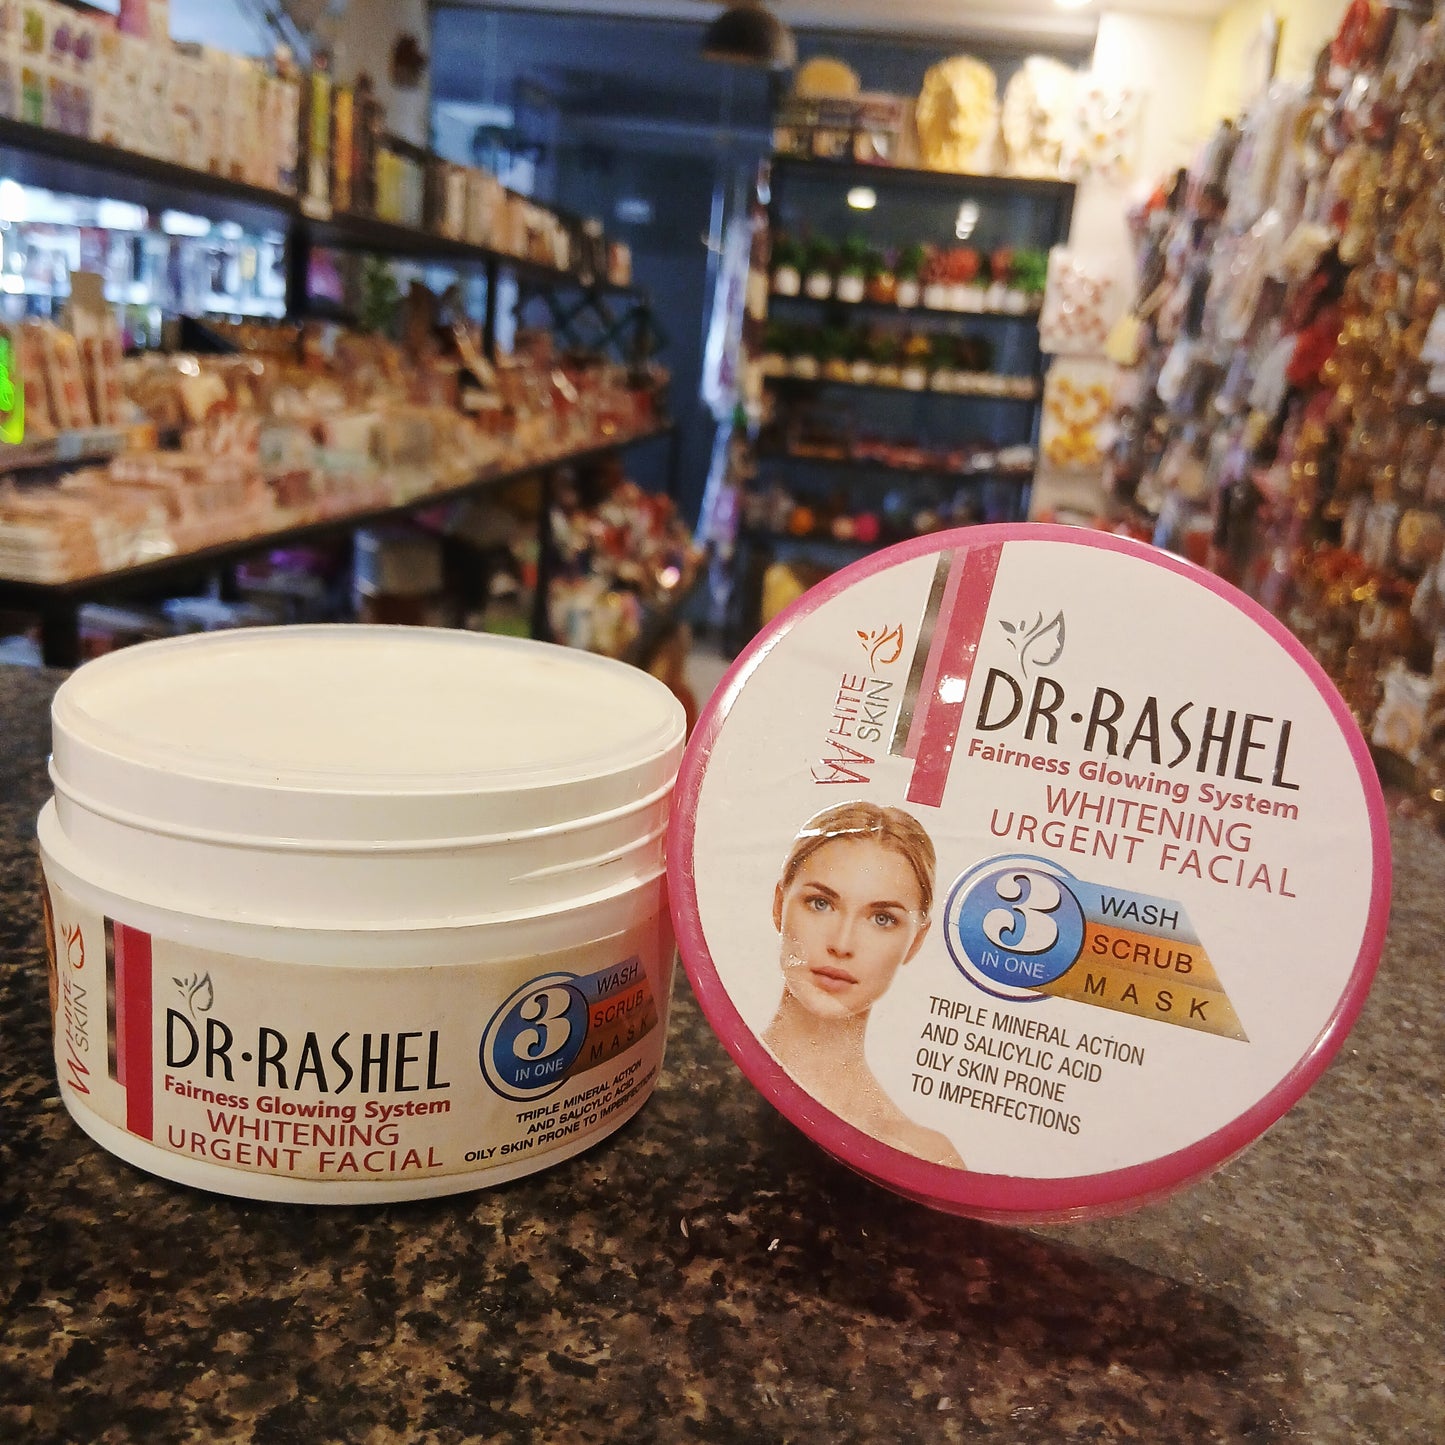 WHITE
SKIN
DR·RASHEL
Fairness Glowing System
WHITENING
URGENT FACIAL
3
IN ONE
WASH
SCRUB
MASK
TRIPLE MINERAL ACTION
AND SALICYLIC ACID
OILY SKIN PRONE TO IMPERFECTIONS
WHITE
SKIN
DR·RASHEL
Fairness Glowing System
WHITENING
URGENT FACIAL
3
IN ONE
WASH
SCRUB
MASK
TRIPLE MINERAL ACTION
AND SALICYLIC ACID
OILY SKIN PRONE
TO IMPERFECTIONS